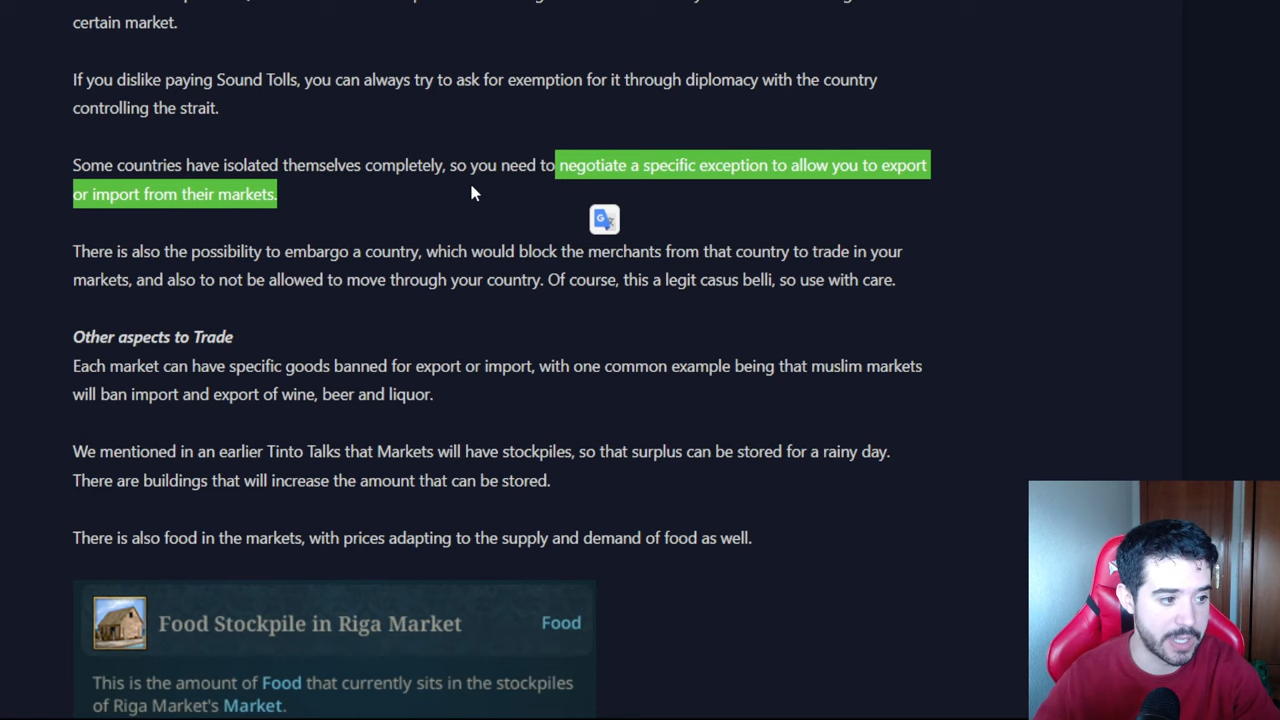 certain market.
If you dislike paying Sound Tolls, you can always try to ask for exemption for it through diplomacy with the country
controlling the strait.
Some countries have isolated themselves completely, so you need to negotiate a specific exception to allow you to export
or import from their markets.
There is also the possibility to embargo a country, which would block the merchants from that country to trade in your
markets, and also to not be allowed to move through your country. Of course, this a legit casus belli, so use with care.
Other aspects to Trade
Each market can have specific goods banned for export or import, with one common example being that muslim markets
will ban import and export of wine, beer and liquor.
We mentioned in an earlier Tinto Talks that Markets will have stockpiles, so that surplus can be stored for a rainy day.
There are buildings that will increase the amount that can be stored.
There is also food in the markets, with prices adapting to the supply and demand of food as well.
Food Stockpile in Riga Market Food
This is the amount of Food that currently sits in the stockpiles
of Riga Market's Market.